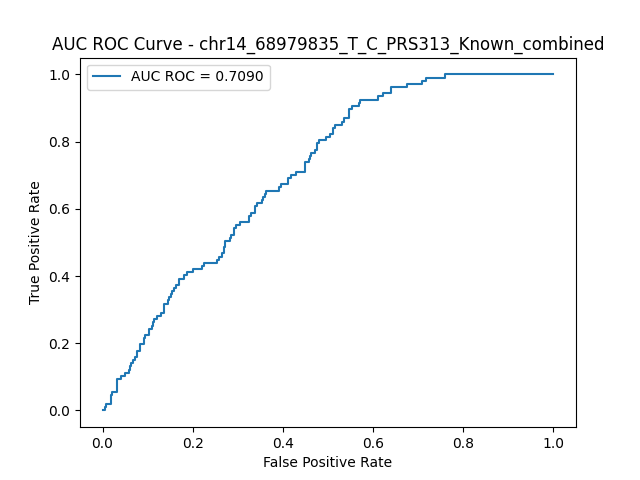 AUC ROC Curve - chr14_68979835_T_C_PRS313_Known_combined
AUC ROC = 0.7090
1.0
0.8
0.6
0.4
0.2
0.0
True Positive Rate
0.0 0.2 0.4 0.6 0.8 1.0
False Positive Rate